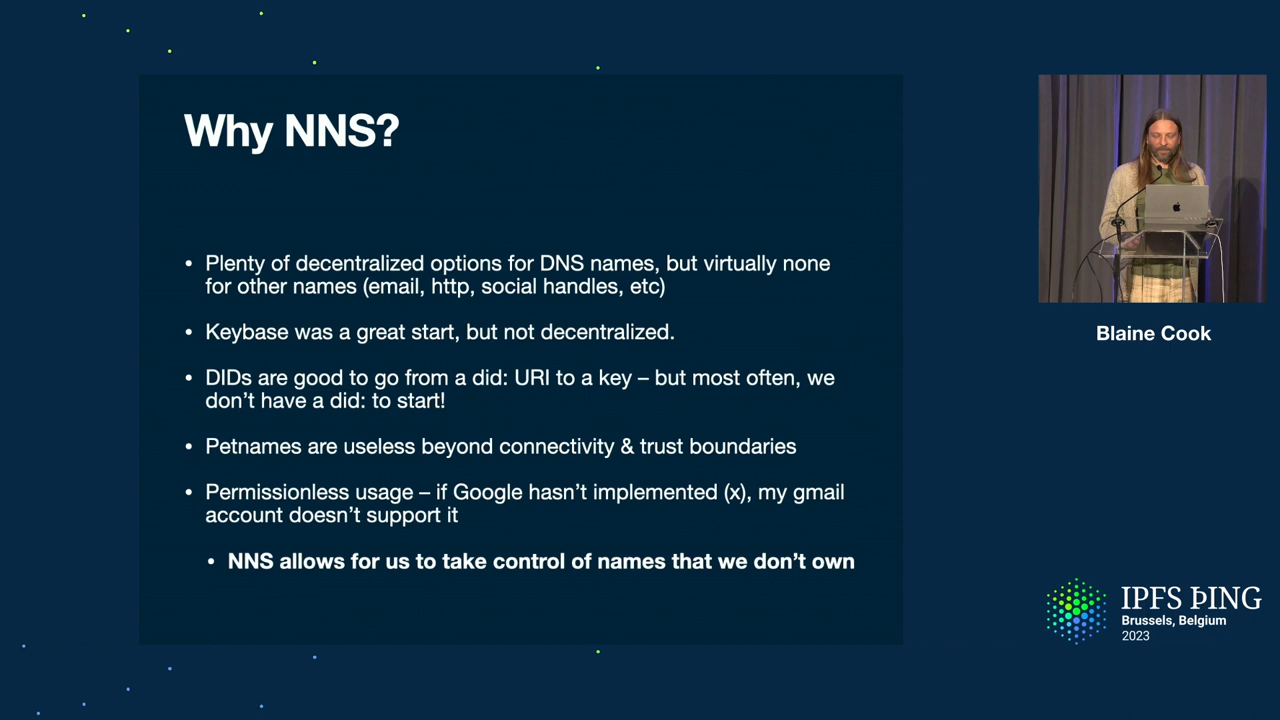 Why NNS?
• Plenty of decentralized options for DNS names, but virtually none
for other names (email, http, social handles, etc)
• Keybase was a great start, but not decentralized.
• DIDs are good to go from a did: URI to a key – but most often, we
don’t have a did: to start!
• Petnames are useless beyond connectivity & trust boundaries
• Permissionless usage – if Google hasn’t implemented (x), my gmail
account doesn’t support it
• NNS allows for us to take control of names that we don’t own
Blaine Cook
IPFS ÞING
Brussels, Belgium
2023